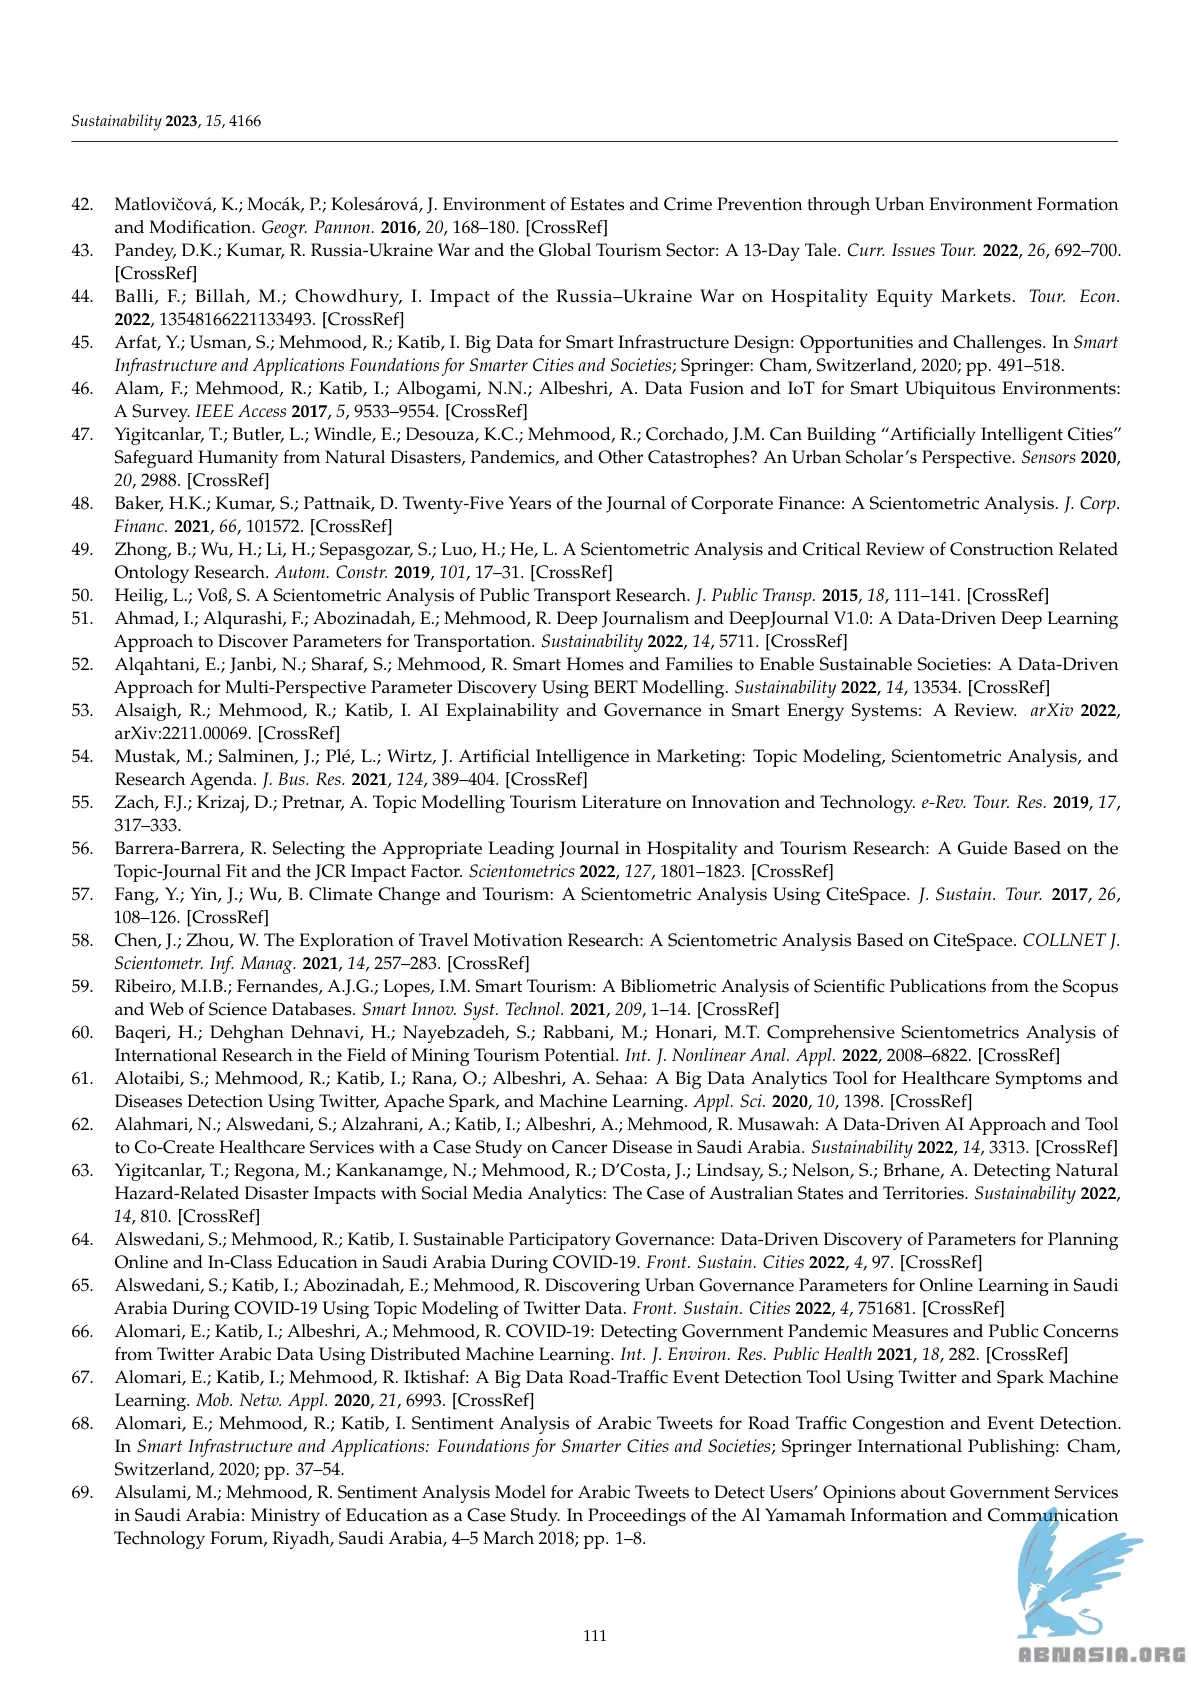 Sustainability 2023, 15, 4166
42. Matlovičová, K.; Mocák, P.; Kolesárová, J. Environment of Estates and Crime Prevention through Urban Environment Formation
and Modification. Geogr. Pannon. 2016, 20, 168–180. [CrossRef]
43. Pandey, D.K.; Kumar, R. Russia-Ukraine War and the Global Tourism Sector: A 13-Day Tale. Curr. Issues Tour. 2022, 26, 692–700.
[CrossRef]
44. Balli, F.; Billah, M.; Chowdhury, I. Impact of the Russia–Ukraine War on Hospitality Equity Markets. Tour. Econ.
2022, 13548166221133493. [CrossRef]
45. Arfat, Y.; Usman, S.; Mehmood, R.; Katib, I. Big Data for Smart Infrastructure Design: Opportunities and Challenges. In Smart
Infrastructure and Applications Foundations for Smarter Cities and Societies; Springer: Cham, Switzerland, 2020; pp. 491–518.
46. Alam, F.; Mehmood, R.; Katib, I.; Albogami, N.N.; Albeshri, A. Data Fusion and IoT for Smart Ubiquitous Environments:
A Survey. IEEE Access 2017, 5, 9533–9554. [CrossRef]
47. Yigitcanlar, T.; Butler, L.; Windle, E.; Desouza, K.C.; Mehmood, R.; Corchado, J.M. Can Building “Artificially Intelligent Cities”
Safeguard Humanity from Natural Disasters, Pandemics, and Other Catastrophes? An Urban Scholar’s Perspective. Sensors 2020,
20, 2988. [CrossRef]
48. Baker, H.K.; Kumar, S.; Pattnaik, D. Twenty-Five Years of the Journal of Corporate Finance: A Scientometric Analysis. J. Corp.
Financ. 2021, 66, 101572. [CrossRef]
49. Zhong, B.; Wu, H.; Li, H.; Sepasgozar, S.; Luo, H.; He, L. A Scientometric Analysis and Critical Review of Construction Related
Ontology Research. Autom. Constr. 2019, 101, 17–31. [CrossRef]
50. Heilig, L.; Voß, S. A Scientometric Analysis of Public Transport Research. J. Public Transp. 2015, 18, 111–141. [CrossRef]
51. Ahmad, I.; Alqurashi, F.; Abozinadah, E.; Mehmood, R. Deep Journalism and DeepJournal V1.0: A Data-Driven Deep Learning
Approach to Discover Parameters for Transportation. Sustainability 2022, 14, 5711. [CrossRef]
52. Alqahtani, E.; Janbi, N.; Sharaf, S.; Mehmood, R. Smart Homes and Families to Enable Sustainable Societies: A Data-Driven
Approach for Multi-Perspective Parameter Discovery Using BERT Modelling. Sustainability 2022, 14, 13534. [CrossRef]
53. Alsaigh, R.; Mehmood, R.; Katib, I. AI Explainability and Governance in Smart Energy Systems: A Review. arXiv 2022,
arXiv:2211.00069. [CrossRef]
54. Mustak, M.; Salminen, J.; Plé, L.; Wirtz, J. Artificial Intelligence in Marketing: Topic Modeling, Scientometric Analysis, and
Research Agenda. J. Bus. Res. 2021, 124, 389–404. [CrossRef]
55. Zach, F.J.; Krizaj, D.; Pretnar, A. Topic Modelling Tourism Literature on Innovation and Technology. e-Rev. Tour. Res. 2019, 17,
317–333.
56. Barrera-Barrera, R. Selecting the Appropriate Leading Journal in Hospitality and Tourism Research: A Guide Based on the
Topic-Journal Fit and the JCR Impact Factor. Scientometrics 2022, 127, 1801–1823. [CrossRef]
57. Fang, Y.; Yin, J.; Wu, B. Climate Change and Tourism: A Scientometric Analysis Using CiteSpace. J. Sustain. Tour. 2017, 26,
108–126. [CrossRef]
58. Chen, J.; Zhou, W. The Exploration of Travel Motivation Research: A Scientometric Analysis Based on CiteSpace. COLLNET J.
Scientometr. Inf. Manag. 2021, 14, 257–283. [CrossRef]
59. Ribeiro, M.I.B.; Fernandes, A.J.G.; Lopes, I.M. Smart Tourism: A Bibliometric Analysis of Scientific Publications from the Scopus
and Web of Science Databases. Smart Innov. Syst. Technol. 2021, 209, 1–14. [CrossRef]
60. Baqeri, H.; Dehghan Dehnavi, H.; Nayebzadeh, S.; Rabbani, M.; Honari, M.T. Comprehensive Scientometrics Analysis of
International Research in the Field of Mining Tourism Potential. Int. J. Nonlinear Anal. Appl. 2022, 2008–6822. [CrossRef]
61. Alotaibi, S.; Mehmood, R.; Katib, I.; Rana, O.; Albeshri, A. Sehaa: A Big Data Analytics Tool for Healthcare Symptoms and
Diseases Detection Using Twitter, Apache Spark, and Machine Learning. Appl. Sci. 2020, 10, 1398. [CrossRef]
62. Alahmari, N.; Alswedani, S.; Alzahrani, A.; Katib, I.; Albeshri, A.; Mehmood, R. Musawah: A Data-Driven AI Approach and Tool
to Co-Create Healthcare Services with a Case Study on Cancer Disease in Saudi Arabia. Sustainability 2022, 14, 3313. [CrossRef]
63. Yigitcanlar, T.; Regona, M.; Kankanamge, N.; Mehmood, R.; D’Costa, J.; Lindsay, S.; Nelson, S.; Brhane, A. Detecting Natural
Hazard-Related Disaster Impacts with Social Media Analytics: The Case of Australian States and Territories. Sustainability 2022,
14, 810. [CrossRef]
64. Alswedani, S.; Mehmood, R.; Katib, I. Sustainable Participatory Governance: Data-Driven Discovery of Parameters for Planning
Online and In-Class Education in Saudi Arabia During COVID-19. Front. Sustain. Cities 2022, 4, 97. [CrossRef]
65. Alswedani, S.; Katib, I.; Abozinadah, E.; Mehmood, R. Discovering Urban Governance Parameters for Online Learning in Saudi
Arabia During COVID-19 Using Topic Modeling of Twitter Data. Front. Sustain. Cities 2022, 4, 751681. [CrossRef]
66. Alomari, E.; Katib, I.; Albeshri, A.; Mehmood, R. COVID-19: Detecting Government Pandemic Measures and Public Concerns
from Twitter Arabic Data Using Distributed Machine Learning. Int. J. Environ. Res. Public Health 2021, 18, 282. [CrossRef]
67. Alomari, E.; Katib, I.; Mehmood, R. Iktishaf: A Big Data Road-Traffic Event Detection Tool Using Twitter and Spark Machine
Learning. Mob. Netw. Appl. 2020, 21, 6993. [CrossRef]
68. Alomari, E.; Mehmood, R.; Katib, I. Sentiment Analysis of Arabic Tweets for Road Traffic Congestion and Event Detection.
In Smart Infrastructure and Applications: Foundations for Smarter Cities and Societies; Springer International Publishing: Cham,
Switzerland, 2020; pp. 37–54.
69. Alsulami, M.; Mehmood, R. Sentiment Analysis Model for Arabic Tweets to Detect Users’ Opinions about Government Services
in Saudi Arabia: Ministry of Education as a Case Study. In Proceedings of the Al Yamamah Information and Communication
Technology Forum, Riyadh, Saudi Arabia, 4–5 March 2018; pp. 1–8.
111
ABNASIA.ORG